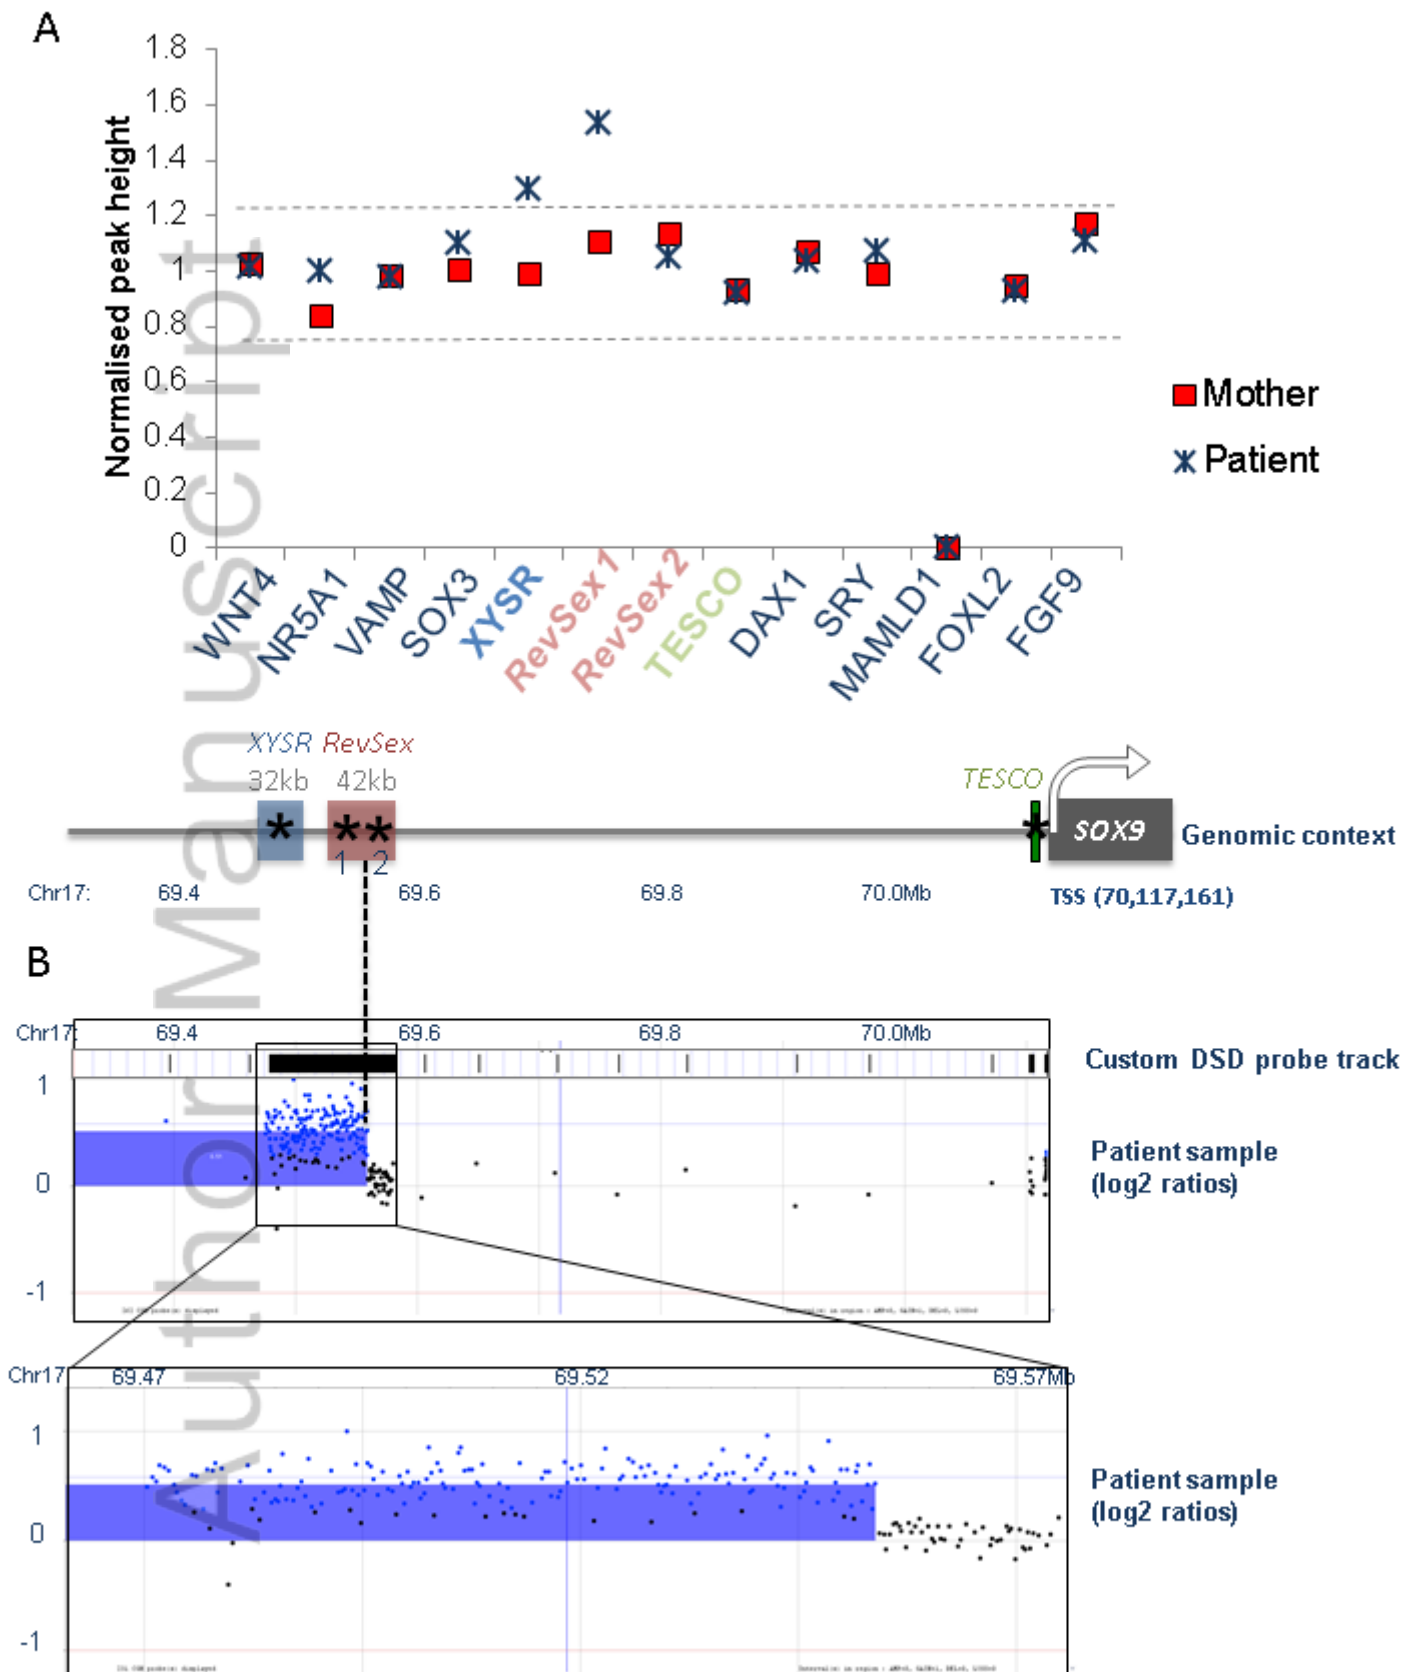 A
Normalised peak height
1.8
1.6
1.4
1.2
1
0.8
0.6
0.4
0.2
0
Mother
Patient
WNT4
NR5A1
VAMP
SOX3
XYSR
RevSex 1
RevSex 2
TESCO
DAX1
SRY
MAMLD1
FOXL2
FGF9
XYSR RevSex
32kb 42kb
TESCO
* * * *
1 2
SOX9
Genomic context
Chr17: 69.4 69.6 69.8 70.0Mb TSS (70,117,161)
B
Chr17: 69.4 69.6 69.8 70.0Mb
Custom DSD probe track
1
0
-1
Patient sample
(log2 ratios)
Chr17 69.47 69.52 69.57Mb
1
0
-1
Patient sample
(log2 ratios)
Author Manuscript